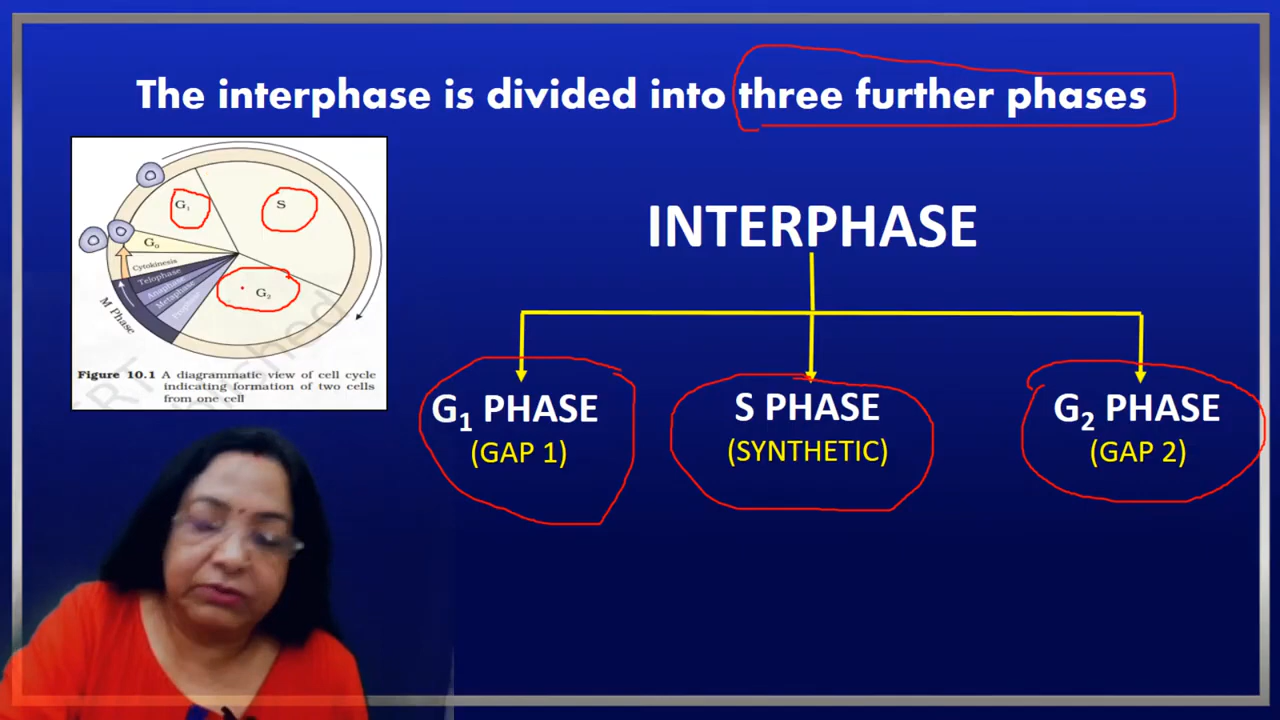 The interphase is divided into three further phases
G₁
S
G₀
Cytokinesis
Telophase
Anaphase
Metaphase
G₂
M Phase
Figure 10.1 A diagrammatic view of cell cycle
indicating formation of two cells
from one cell
INTERPHASE
G₁ PHASE
(GAP 1)
S PHASE
(SYNTHETIC)
G₂ PHASE
(GAP 2)